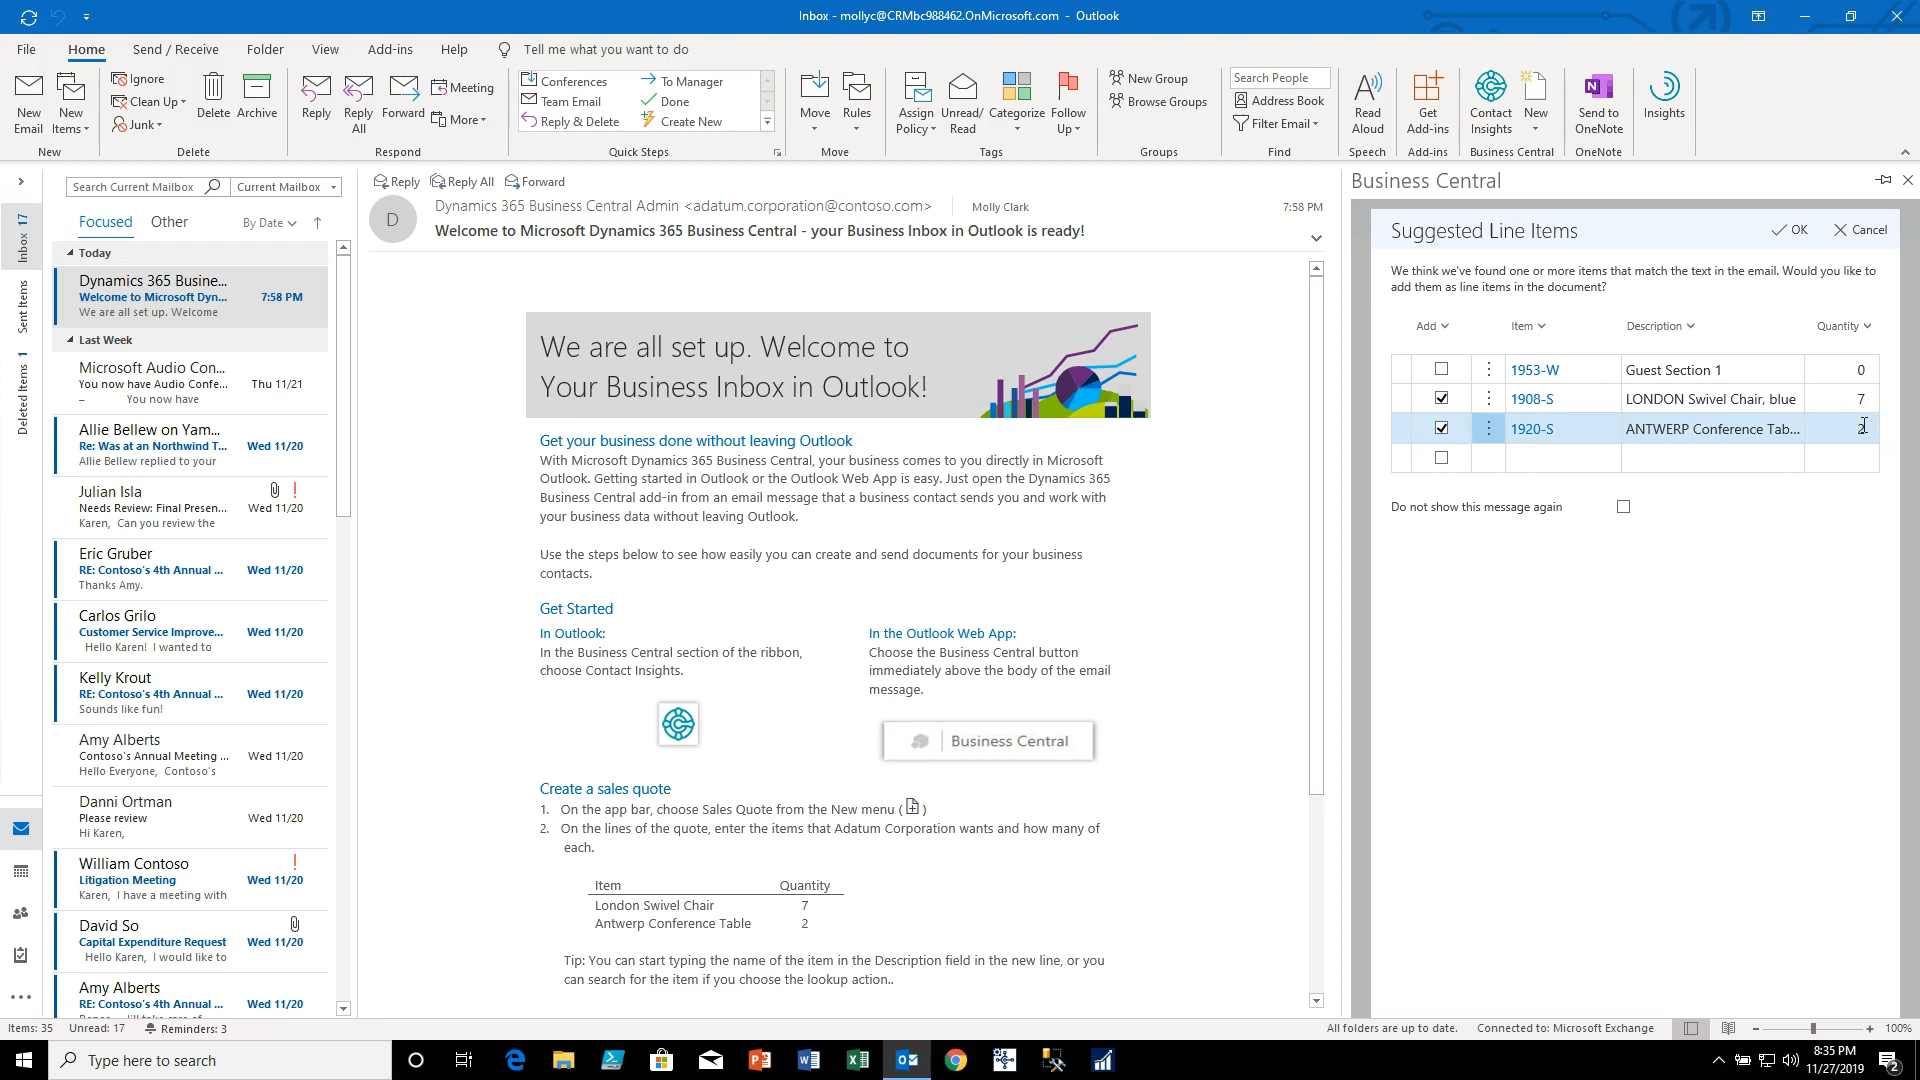 Inbox - mollyc@CRMbc988462.OnMicrosoft.com - Outlook
File Home Send / Receive Folder View Add-ins Help Tell me what you want to do
New Email
New Items
Ignore
Clean Up
Junk
Delete
Archive
Reply
Reply All
Forward
Meeting
More
Conferences
Team Email
Reply & Delete
To Manager
Done
Create New
Move
Rules
Assign Policy
Unread/ Read
Categorize
Follow Up
New Group
Browse Groups
Search People
Address Book
Filter Email
Read Aloud
Get Add-ins
Contact Insights
New
Send to OneNote
Insights
New Delete Respond Quick Steps Move Tags Groups Find Speech Add-ins Business Central OneNote
Inbox 17
Sent Items
Deleted Items 1
Search Current Mailbox Current Mailbox
Focused Other By Date
Today
Dynamics 365 Busine...
Welcome to Microsoft Dyn... 7:58 PM
We are all set up. Welcome
Last Week
Microsoft Audio Con...
You now have Audio Confe... Thu 11/21
– You now have
Allie Bellew on Yam...
Re: Was at an Northwind T... Wed 11/20
Allie Bellew replied to your
Julian Isla
Needs Review: Final Presen... Wed 11/20
Karen, Can you review the
Eric Gruber
RE: Contoso's 4th Annual ... Wed 11/20
Thanks Amy.
Carlos Grilo
Customer Service Improve... Wed 11/20
Hello Karen! I wanted to
Kelly Krout
RE: Contoso's 4th Annual ... Wed 11/20
Sounds like fun!
Amy Alberts
Contoso's Annual Meeting ... Wed 11/20
Hello Everyone, Contoso's
Danni Ortman
Please review Wed 11/20
Hi Karen,
William Contoso
Litigation Meeting Wed 11/20
Karen, I have a meeting with
David So
Capital Expenditure Request Wed 11/20
Hello Karen, I would like to
Amy Alberts
RE: Contoso's 4th Annual ... Wed 11/20
Reply Reply All Forward
D
Dynamics 365 Business Central Admin <adatum.corporation@contoso.com> Molly Clark 7:58 PM
Welcome to Microsoft Dynamics 365 Business Central - your Business Inbox in Outlook is ready!
We are all set up. Welcome to
Your Business Inbox in Outlook!
Get your business done without leaving Outlook
With Microsoft Dynamics 365 Business Central, your business comes to you directly in Microsoft
Outlook. Getting started in Outlook or the Outlook Web App is easy. Just open the Dynamics 365
Business Central add-in from an email message that a business contact sends you and work with
your business data without leaving Outlook.
Use the steps below to see how easily you can create and send documents for your business
contacts.
Get Started
In Outlook:
In the Business Central section of the ribbon,
choose Contact Insights.
In the Outlook Web App:
Choose the Business Central button
immediately above the body of the email
message.
Business Central
Create a sales quote
1. On the app bar, choose Sales Quote from the New menu ( )
2. On the lines of the quote, enter the items that Adatum Corporation wants and how many of
each.
Item Quantity
London Swivel Chair 7
Antwerp Conference Table 2
Tip: You can start typing the name of the item in the Description field in the new line, or you
can search for the item if you choose the lookup action..
Business Central
Suggested Line Items OK Cancel
We think we've found one or more items that match the text in the email. Would you like to
add them as line items in the document?
Add Item Description Quantity
1953-W Guest Section 1 0
1908-S LONDON Swivel Chair, blue 7
1920-S ANTWERP Conference Tab... 2
Do not show this message again
Items: 35 Unread: 17 Reminders: 3 All folders are up to date. Connected to: Microsoft Exchange 100%
Type here to search
8:35 PM
11/27/2019
2